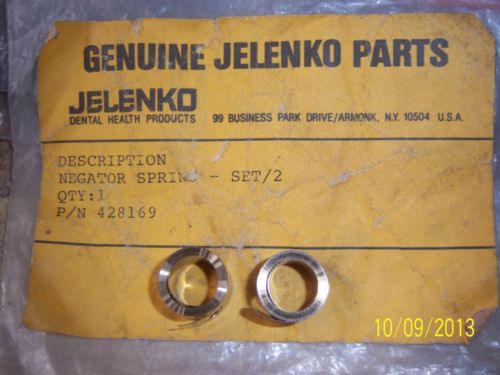 GENUINE JELENKO PARTS
JELENKO
DENTAL HEALTH PRODUCTS 99 BUSINESS PARK DRIVE/ARMONK, N.Y. 10504 U.S.A.
DESCRIPTION
NEGATOR SPRING - SET/2
QTY:1
P/N 428169
10/09/2013